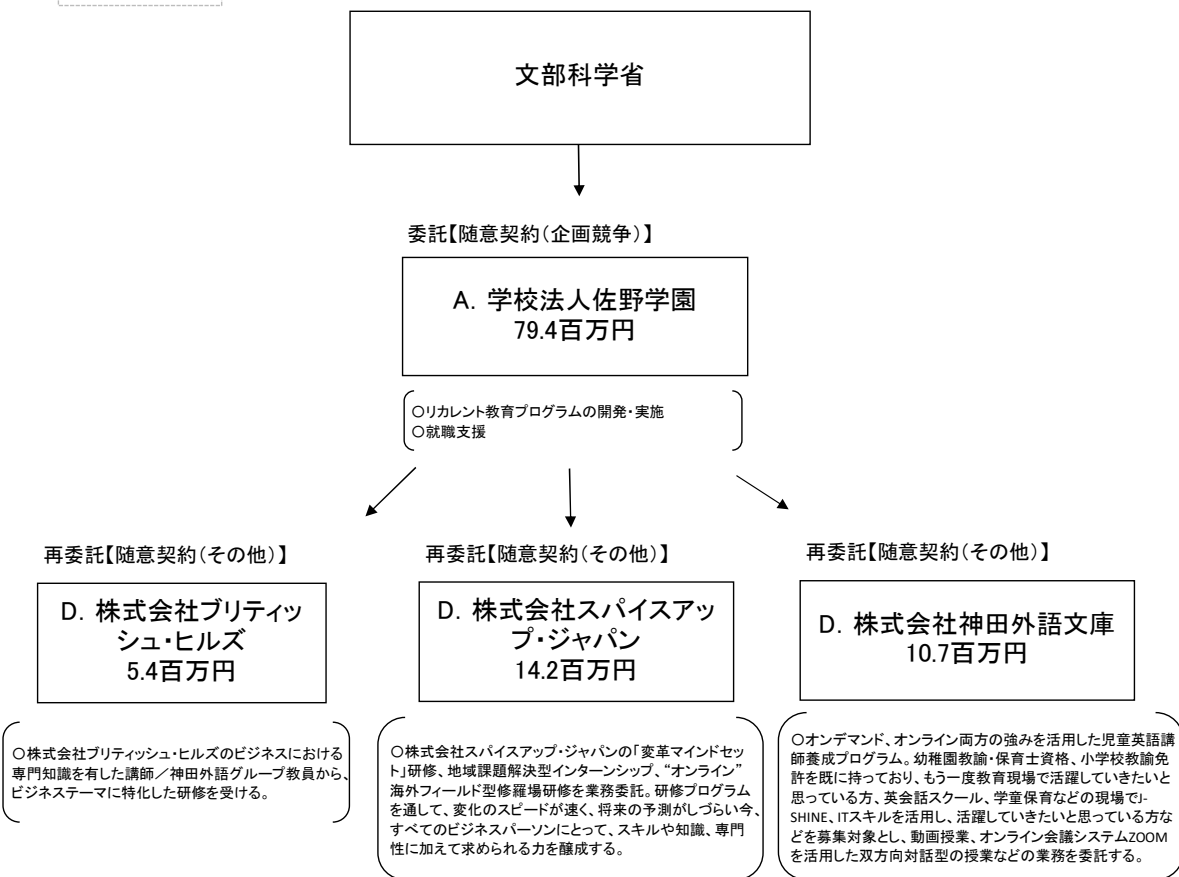 文部科学省
委託【随意契約（企画競争）】
A. 学校法人佐野学園
79.4百万円
○リカレント教育プログラムの開発・実施
○就職支援
再委託【随意契約（その他）】
D. 株式会社ブリティッ
シュ・ヒルズ
5.4百万円
○株式会社ブリティッシュ・ヒルズのビジネスにおける
専門知識を有した講師／神田外語グループ教員から、
ビジネステーマに特化した研修を受ける。
再委託【随意契約（その他）】
D. 株式会社スパイスアッ
プ・ジャパン
14.2百万円
○株式会社スパイスアップ・ジャパンの「変革マインドセッ
ト」研修、地域課題解決型インターンシップ、“オンライン”
海外フィールド型修羅場研修を業務委託。研修プログラム
を通して、変化のスピードが速く、将来の予測がしづらい今、
すべてのビジネスパーソンにとって、スキルや知識、専門
性に加えて求められる力を醸成する。
再委託【随意契約（その他）】
D. 株式会社神田外語文庫
10.7百万円
○オンデマンド、オンライン両方の強みを活用した児童英語講
師養成プログラム。幼稚園教諭・保育士資格、小学校教諭免
許を既に持っており、もう一度教育現場で活躍していきたいと
思っている方、英会話スクール、学童保育などの現場でJ-
SHINE、ITスキルを活用し、活躍していきたいと思っている方な
どを募集対象とし、動画授業、オンライン会議システムZOOM
を活用した双方向対話型の授業などの業務を委託する。